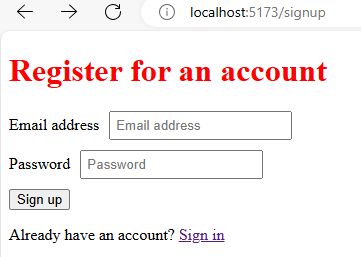 localhost:5173/signup
Register for an account
Email address Email address
Password Password
Sign up
Already have an account? Sign in